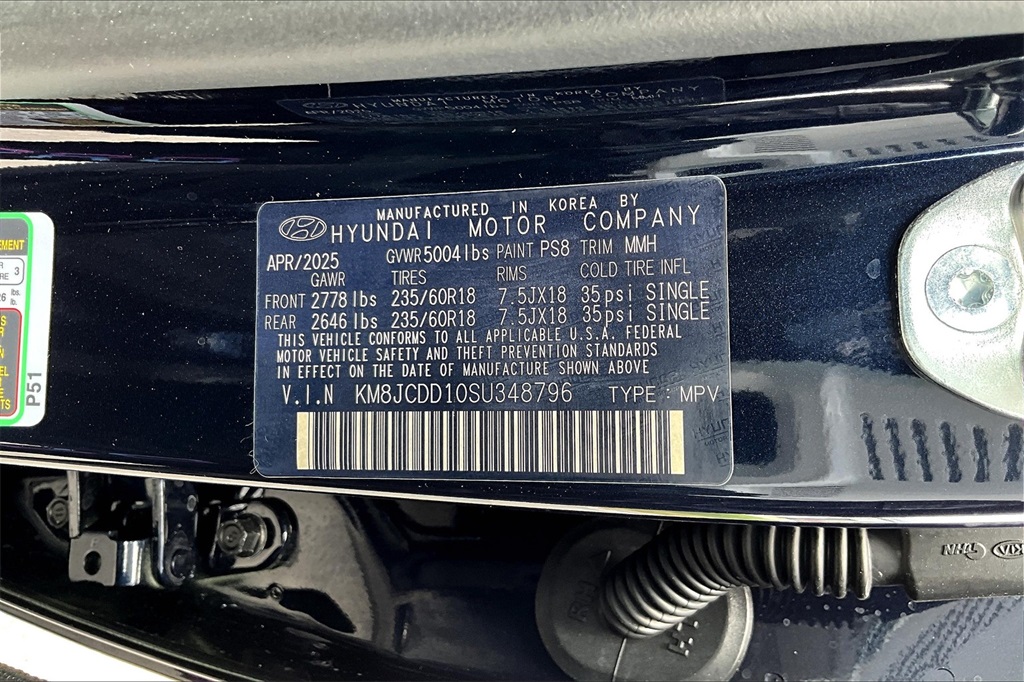 MANUFACTURED IN KOREA BY
HYUNDAI MOTOR COMPANY
APR/2025 GVWR 5004 lbs PAINT PS8 TRIM MMH
GAWR TIRES RIMS COLD TIRE INFL
FRONT 2778 lbs 235/60R18 7.5JX18 35psi SINGLE
REAR 2646 lbs 235/60R18 7.5JX18 35psi SINGLE
THIS VEHICLE CONFORMS TO ALL APPLICABLE U.S.A. FEDERAL
MOTOR VEHICLE SAFETY AND THEFT PREVENTION STANDARDS
IN EFFECT ON THE DATE OF MANUFACTURE SHOWN ABOVE
V.I.N KM8JCDD10SU348796 TYPE : MPV
P51
KIA